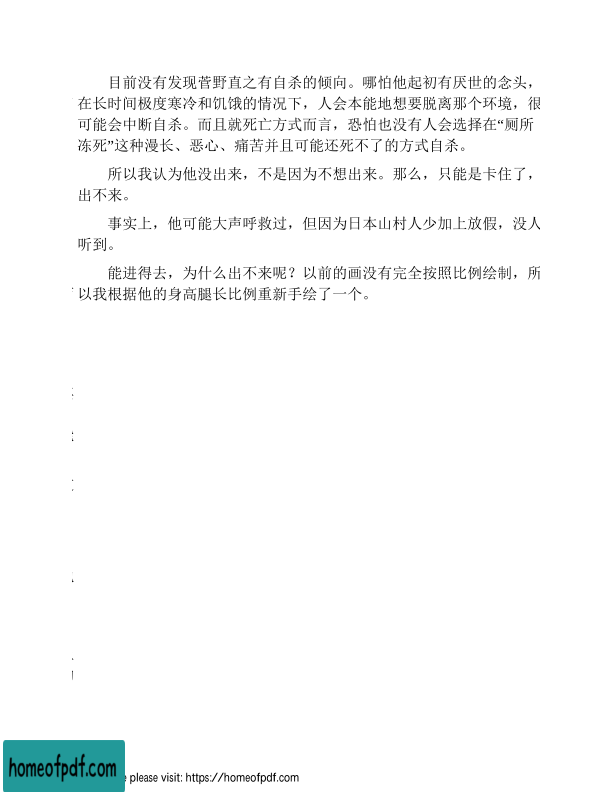 目前没有发现菅野直之有自杀的倾向。哪怕他起初有厌世的念头，
在长时间极度寒冷和饥饿的情况下，人会本能地想要脱离那个环境，很
可能会中断自杀。而且就死亡方式而言，恐怕也没有人会选择在“厕所
冻死”这种漫长、恶心、痛苦并且可能还死不了的方式自杀。
所以我认为他没出来，不是因为不想出来。那么，只能是卡住了，
出不来。
事实上，他可能大声呼救过，但因为日本山村人少加上放假，没人
听到。
能进得去，为什么出不来呢？以前的画没有完全按照比例绘制，所
以我根据他的身高腿长比例重新手绘了一个。
homeofpdf.com
please visit: https://homeofpdf.com